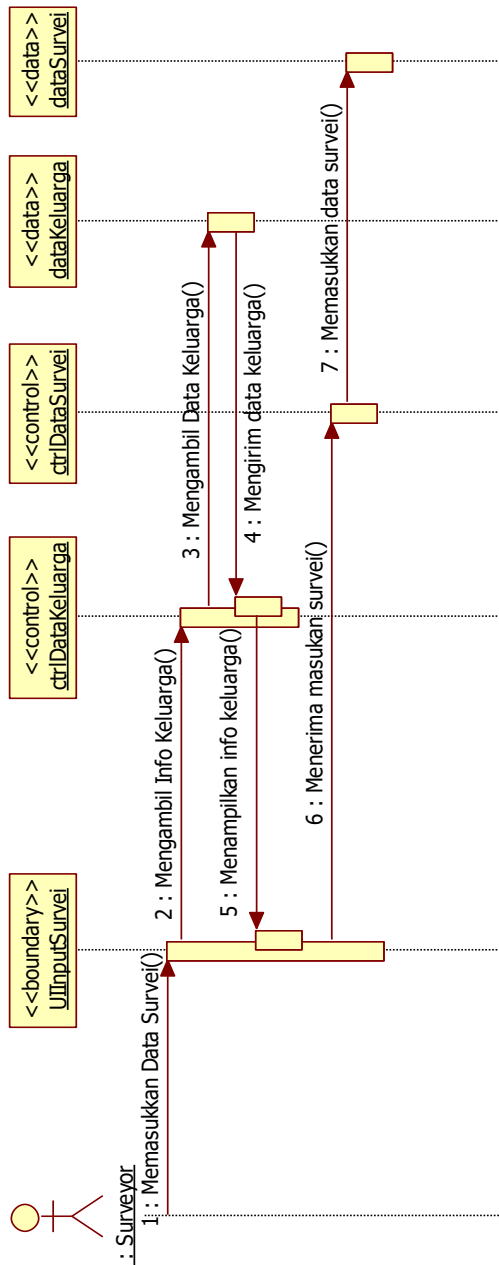 : Surveyor
<<boundary>>
UIInputSurvei
<<control>>
ctrlDataKeluarga
<<control>>
ctrlDataSurvei
<<data>>
dataKeluarga
<<data>>
dataSurvei
1 : Memasukkan Data Survei()
2 : Mengambil Info Keluarga()
3 : Mengambil Data Keluarga()
4 : Mengirim data keluarga()
5 : Menampilkan info keluarga()
6 : Menerima masukan survei()
7 : Memasukkan data survei()